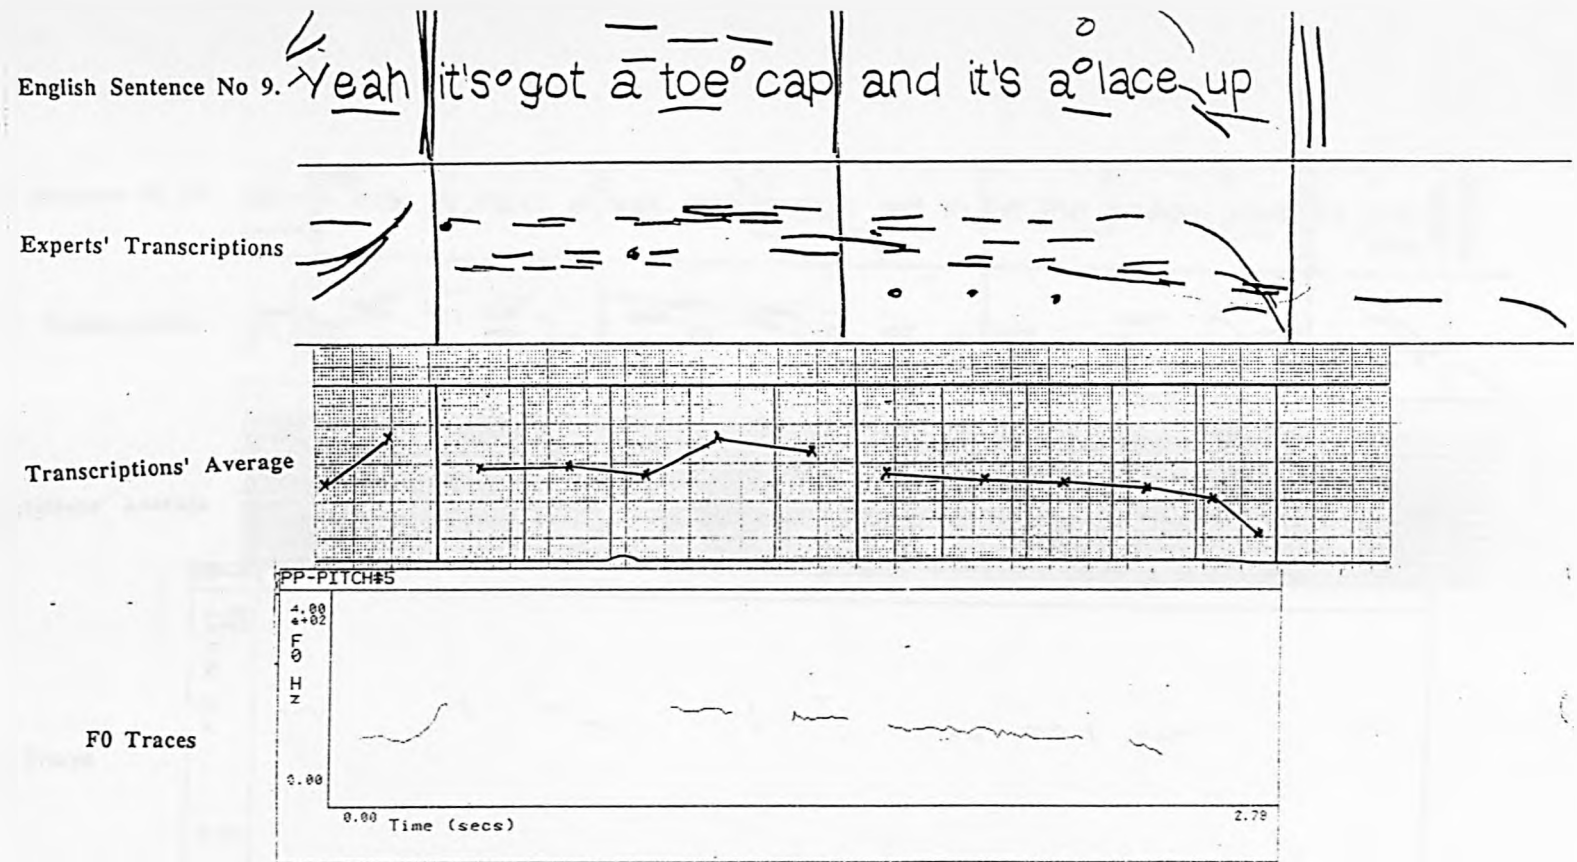 English Sentence No 9. Yeah it's got a toe cap and it's a lace up
Experts' Transcriptions
Transcriptions' Average
PP-PITCH#5
4.00
e+02
F0 Hz
0.00
F0 Traces
0.00 Time (secs) 2.79